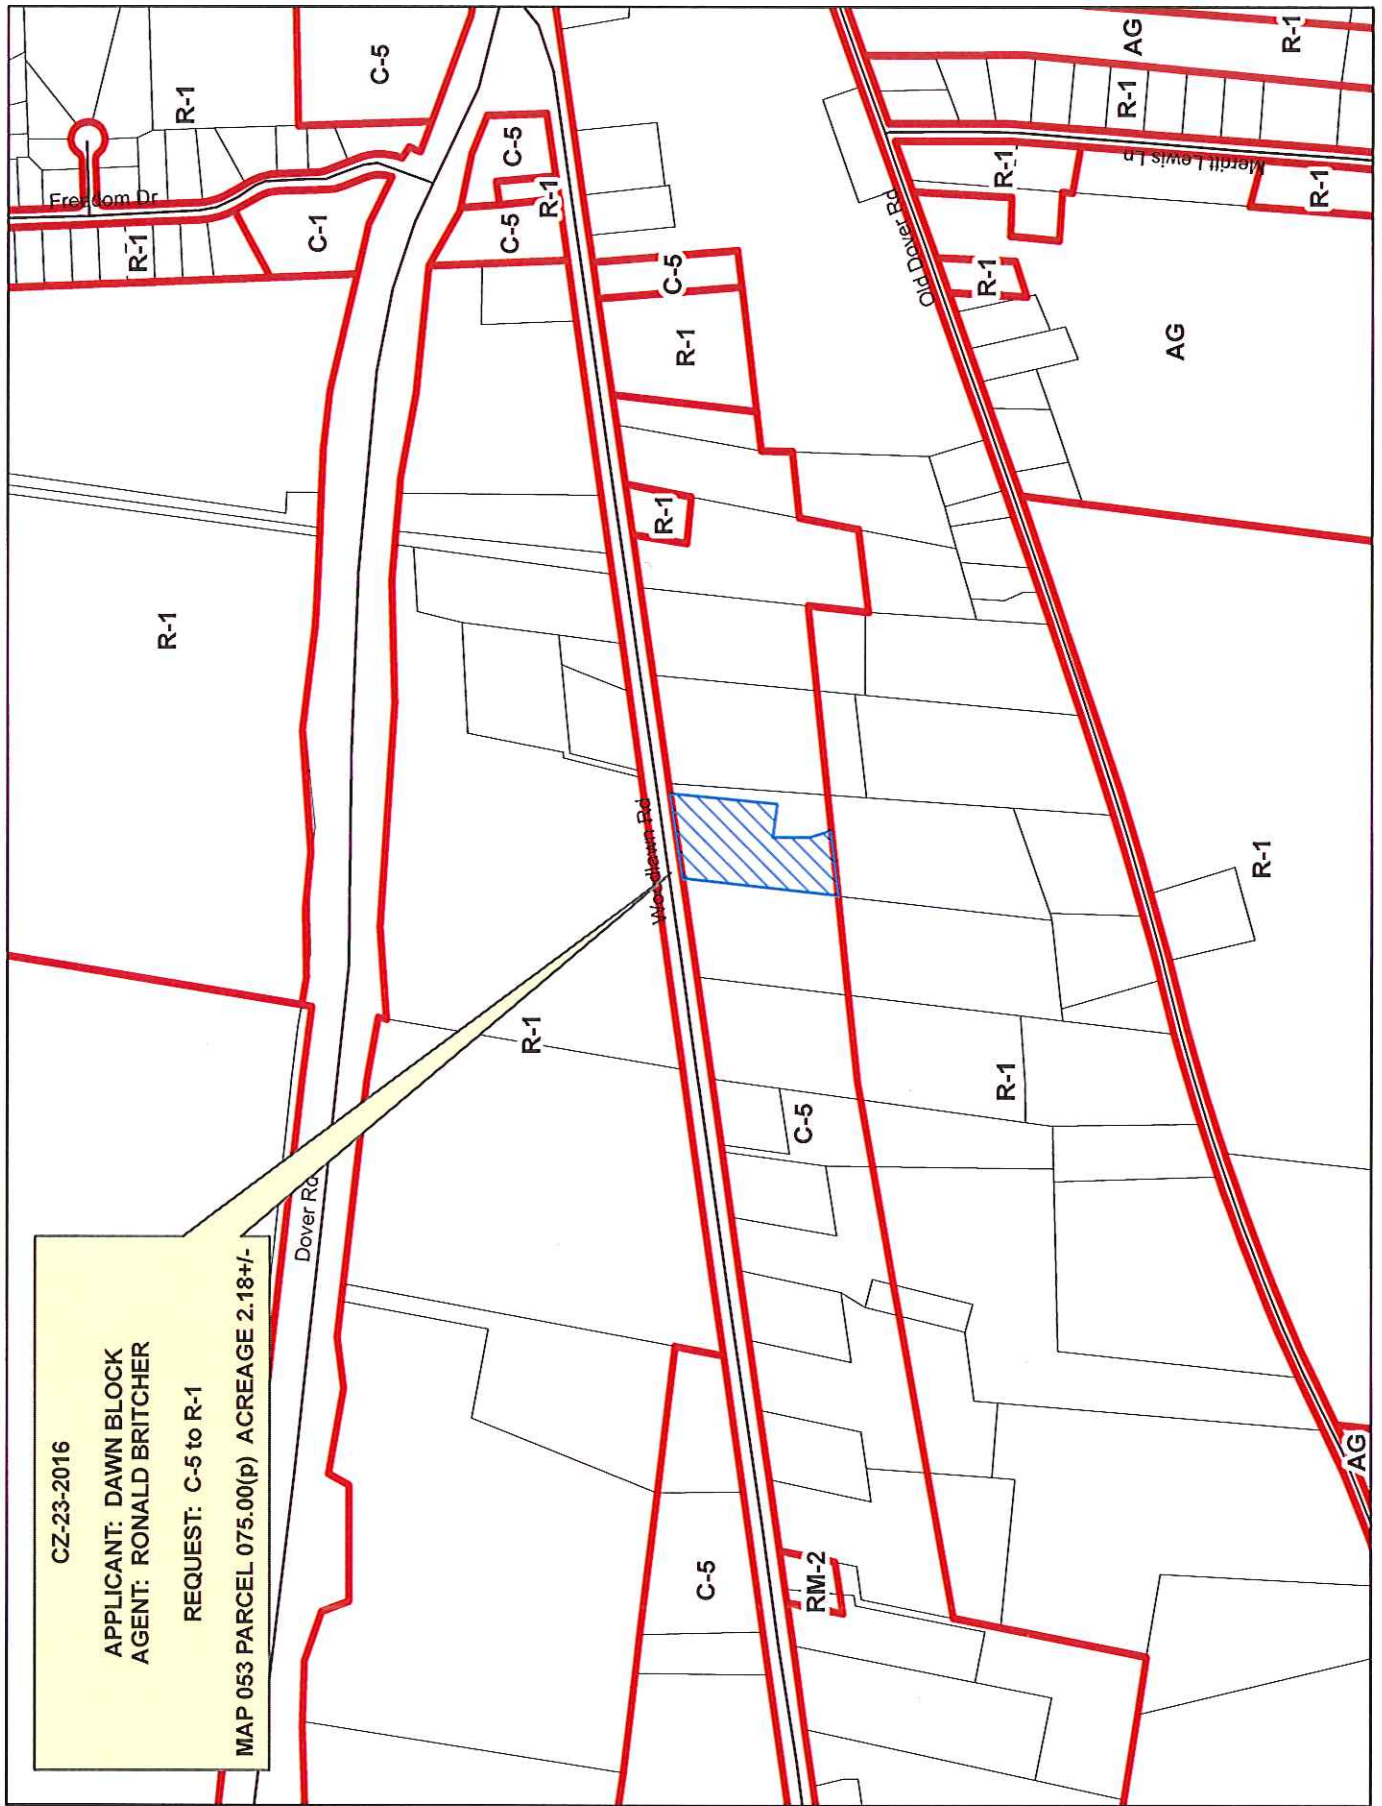 CZ-23-2016
APPLICANT: DAWN BLOCK
AGENT: RONALD BRITCHER
REQUEST: C-5 to R-1
MAP 053 PARCEL 075.00(p) ACREAGE 2.18+/-
Dover Rd
Woodlawn Rd
Old Dover Rd
Freedom Dr
Merritt Lewis Ln
R-1
C-5
R-1
C-1
C-5
R-1
C-5
C-5
R-1
R-1
R-1
R-1
C-5
C-5
RM-2
R-1
R-1
AG
AG
R-1
R-1
R-1
R-1
AG
R-1